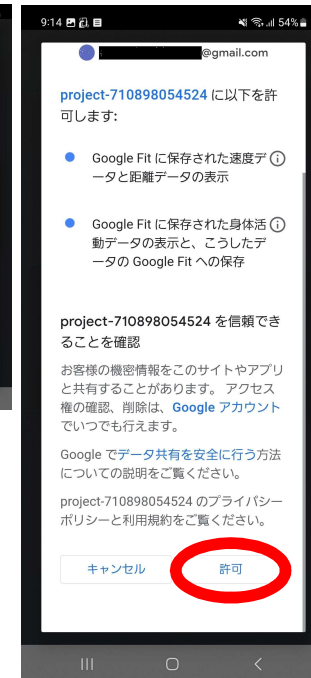 9:14
54%
@gmail.com
project-710898054524 に以下を許
可します:
Google Fit に保存された速度デ
ータと距離データの表示
Google Fit に保存された身体活
動データの表示と、こうしたデ
ータの Google Fit への保存
project-710898054524 を信頼でき
ることを確認
お客様の機密情報をこのサイトやアプリ
と共有することがあります。 アクセス
権の確認、削除は、Google アカウント
でいつでも行えます。
Google でデータ共有を安全に行う方法
についての説明をご覧ください。
project-710898054524 のプライバシー
ポリシーと利用規約をご覧ください。
キャンセル
許可